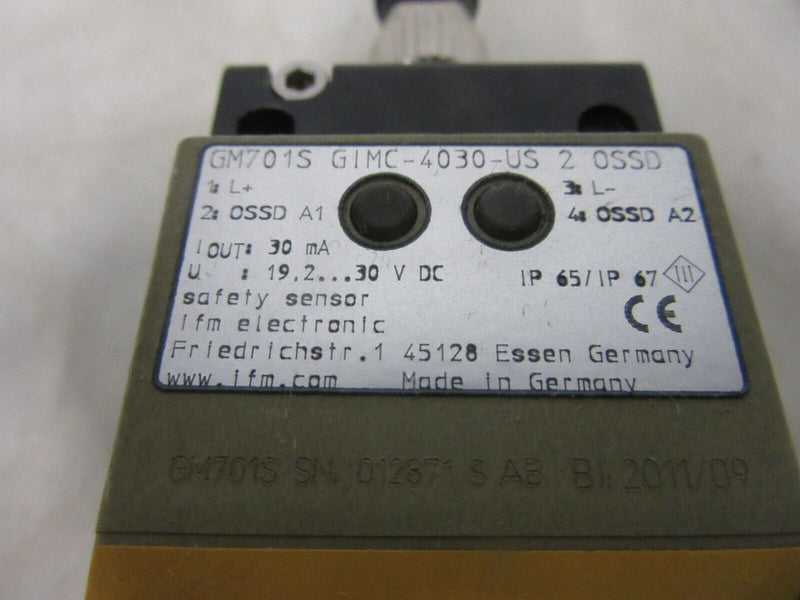 GM701S GIMC-4030-US 2 OSSD
1: L+
3: L-
2: OSSD A1
4: OSSD A2
IOUT: 30 mA
U : 19,2...30 V DC
IP 65/IP 67
III
safety sensor
CE
ifm electronic
Friedrichstr.1 45128 Essen Germany
www.ifm.com Made in Germany
GM701S SN: 012871 S AB BI: 2011/09